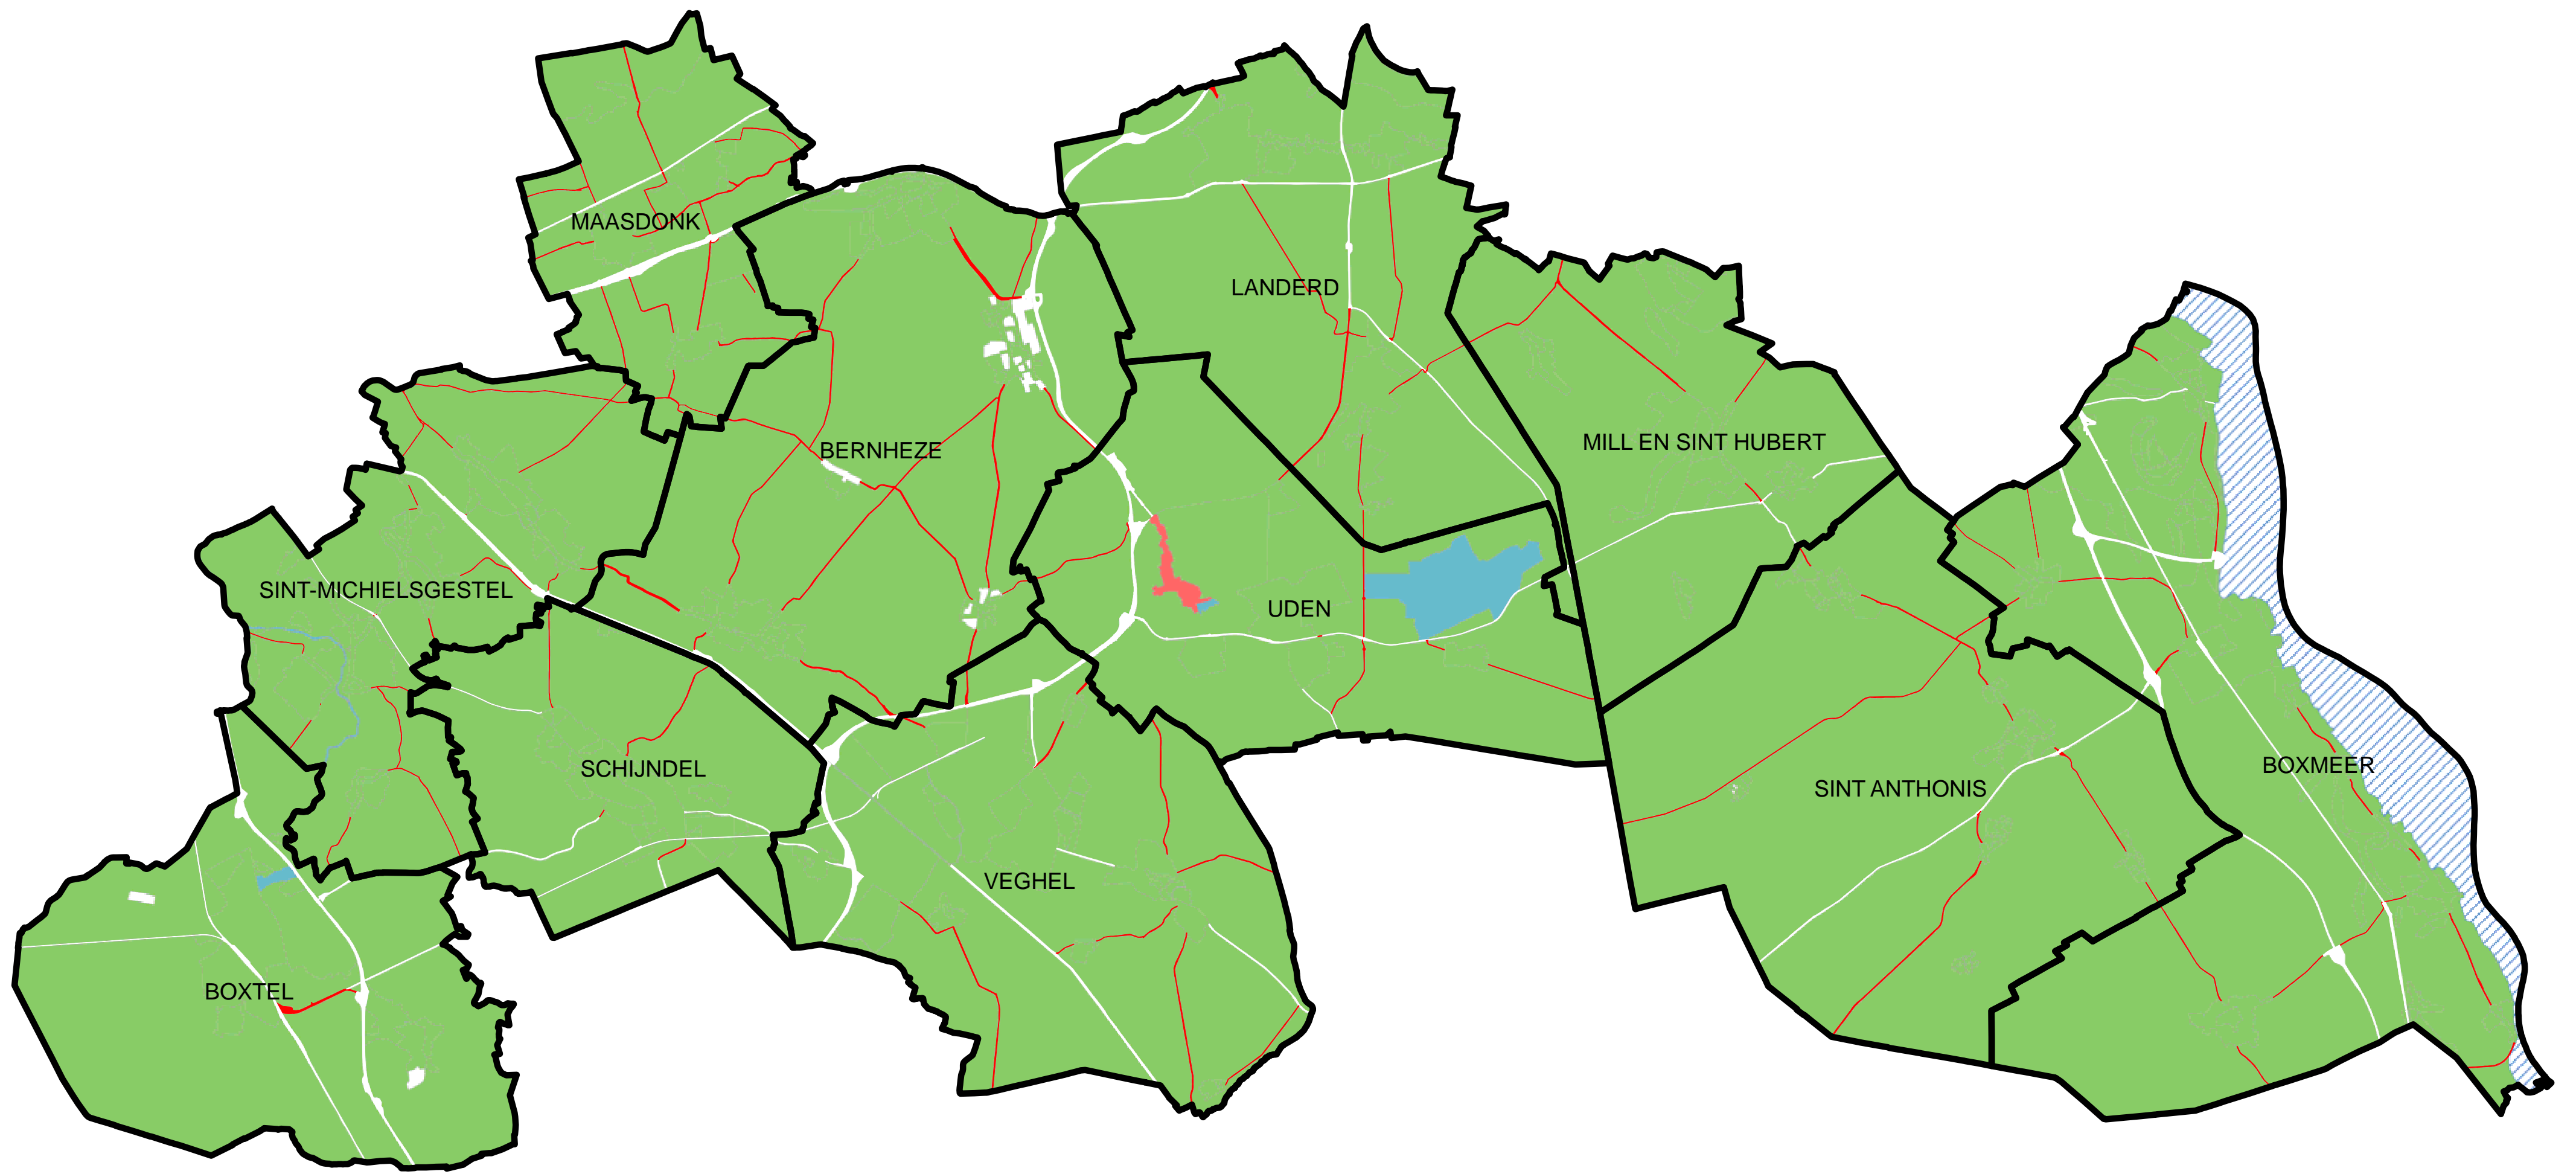 MAASDONK
LANDERD
BERNHEZE
MILL EN SINT HUBERT
SINT-MICHIELSGESTEL
UDEN
SCHIJNDEL
BOXMEER
SINT ANTHONIS
VEGHEL
BOXTEL